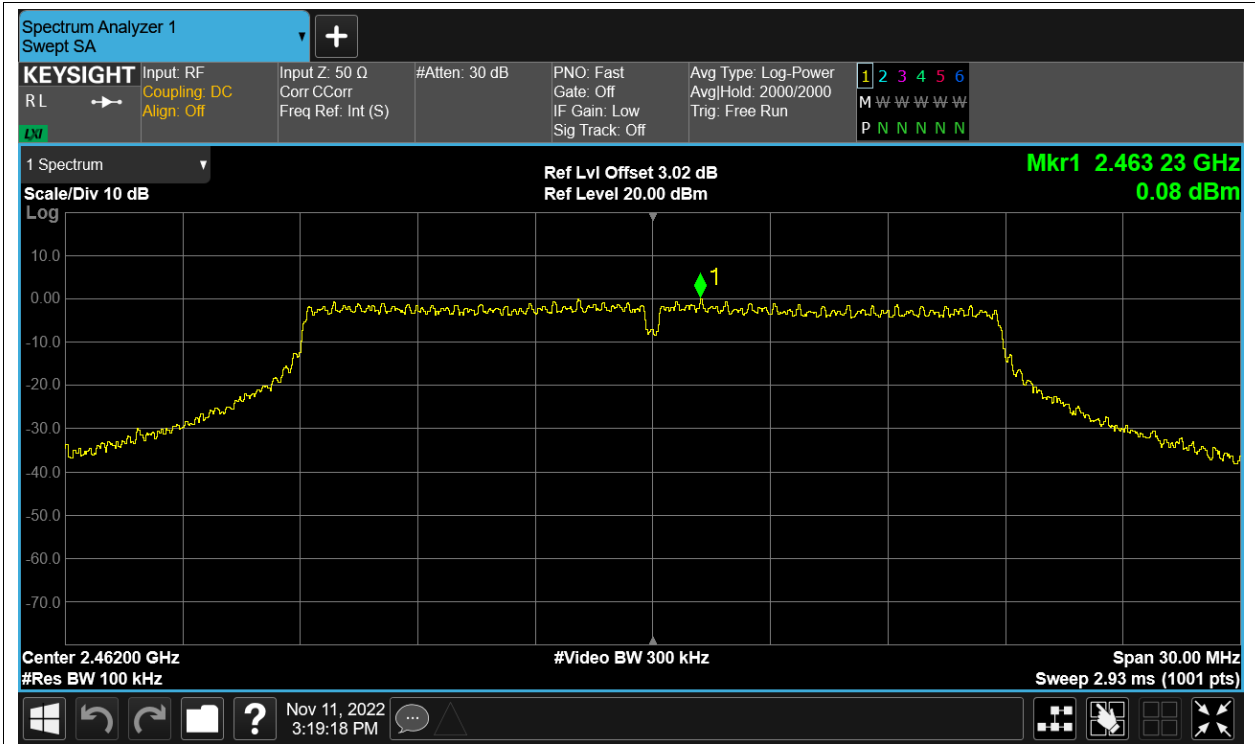 Spectrum Analyzer 1
Swept SA
KEYSIGHT
R L
LXI
Input: RF
Coupling: DC
Align: Off
Input Z: 50 Ω
Corr CCorr
Freq Ref: Int (S)
#Atten: 30 dB
PNO: Fast
Gate: Off
IF Gain: Low
Sig Track: Off
Avg Type: Log-Power
Avg|Hold: 2000/2000
Trig: Free Run
1 2 3 4 5 6
M W W W W W
P N N N N N
1 Spectrum
Scale/Div 10 dB
Log
Ref Lvl Offset 3.02 dB
Ref Level 20.00 dBm
Mkr1 2.463 23 GHz
0.08 dBm
10.0
0.00
-10.0
-20.0
-30.0
-40.0
-50.0
-60.0
-70.0
1
Center 2.46200 GHz
#Res BW 100 kHz
#Video BW 300 kHz
Span 30.00 MHz
Sweep 2.93 ms (1001 pts)
?
Nov 11, 2022
3:19:18 PM